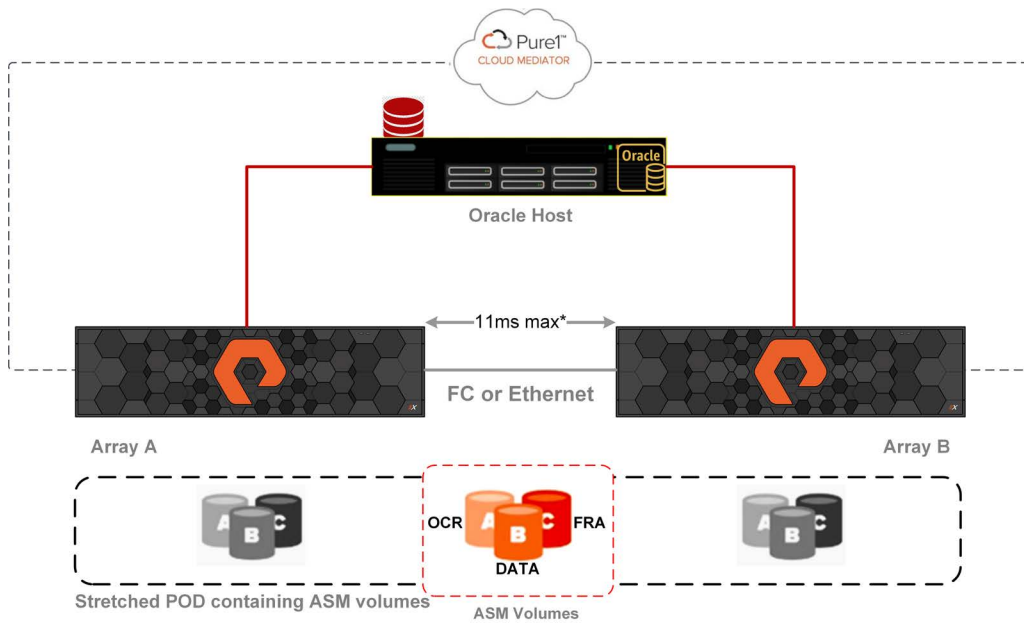 Pure1™
CLOUD MEDIATOR
Oracle
Oracle Host
11ms max*
FC or Ethernet
Array A
Array B
A B C
OCR A B C FRA
DATA
A B C
Stretched POD containing ASM volumes
ASM Volumes